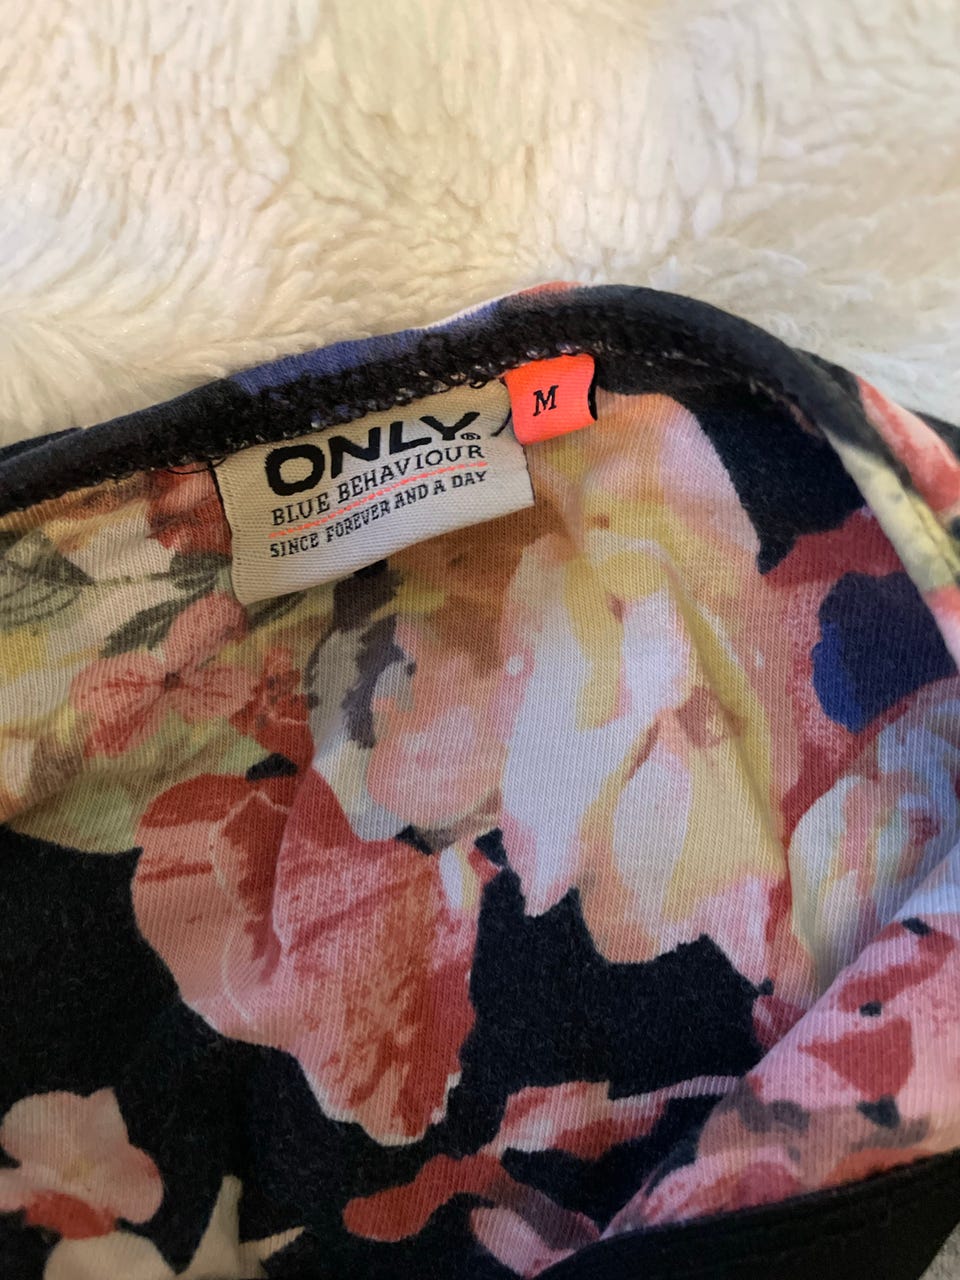 ONLY®
BLUE BEHAVIOUR
SINCE FOREVER AND A DAY
M